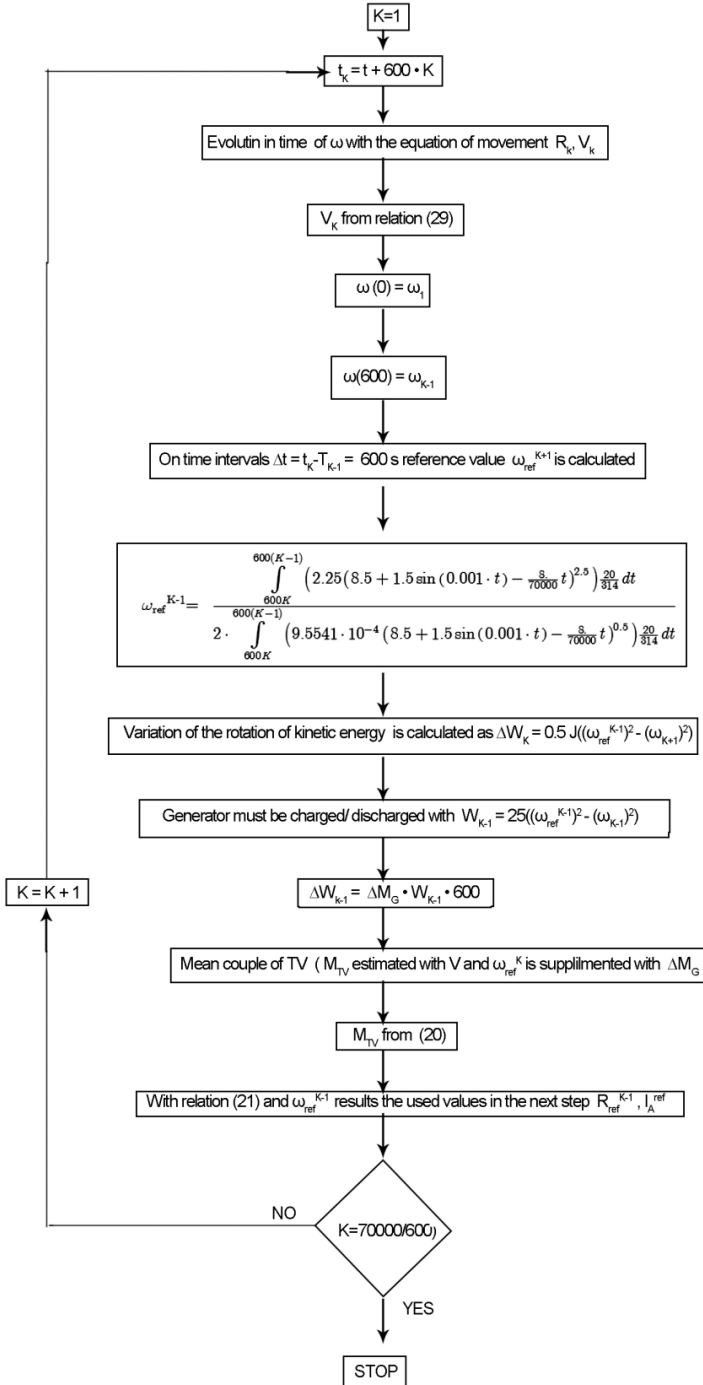 K=1
t_K = t + 600 • K
Evolutin in time of ω with the equation of movement R_k, V_k
V_K from relation (29)
ω (0) = ω_1
ω(600) = ω_K-1
On time intervals Δt = t_K-T_K-1 = 600 s reference value ω_ref^K+1 is calculated
ω_ref^K-1 = \frac{\int_{600K}^{600(K-1)} (2.25(8.5 + 1.5 sin (0.001 · t) − \frac{8.}{70000} t)^{2.5}) \frac{20}{314} dt}{2 · \int_{600K}^{600(K-1)} (9.5541 · 10^{-4} (8.5 + 1.5 sin (0.001 · t) − \frac{8.}{70000} t)^{0.5}) \frac{20}{314} dt}
Variation of the rotation of kinetic energy is calculated as ΔW_K = 0.5 J((ω_ref^K-1)^2 - (ω_K+1)^2)
Generator must be charged/ discharged with W_K-1 = 25((ω_ref^K-1)^2 - (ω_K-1)^2)
K = K + 1
ΔW_k-1 = ΔM_G • W_K-1 • 600
Mean couple of TV ( M_TV estimated with V and ω_ref^K is supplilmented with ΔM_G
M_TV from (20)
With relation (21) and ω_ref^K-1 results the used values in the next step R_ref^K-1 , I_A^ref
NO
K=70000/600)
YES
STOP